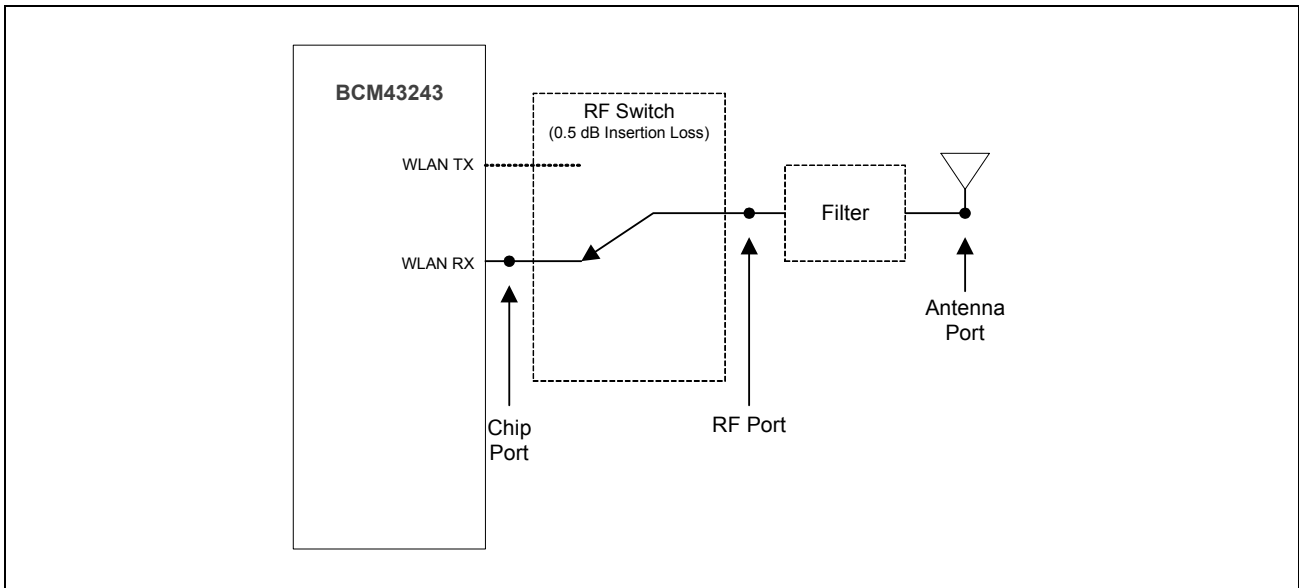 BCM43243
RF Switch
(0.5 dB Insertion Loss)
WLAN TX
Filter
WLAN RX
Antenna
Port
Chip
Port
RF Port